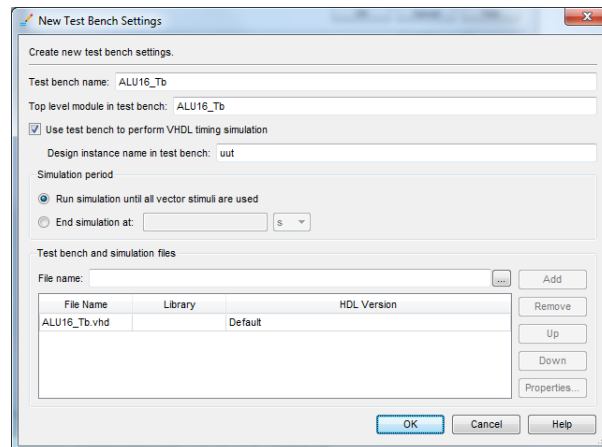 New Test Bench Settings
Create new test bench settings.
Test bench name: ALU16_Tb
Top level module in test bench: ALU16_Tb
Use test bench to perform VHDL timing simulation
Design instance name in test bench: uut
Simulation period
Run simulation until all vector stimuli are used
End simulation at: s
Test bench and simulation files
File name: ... Add
File Name Library HDL Version Remove
ALU16_Tb.vhd Default
Up
Down
Properties...
OK Cancel Help